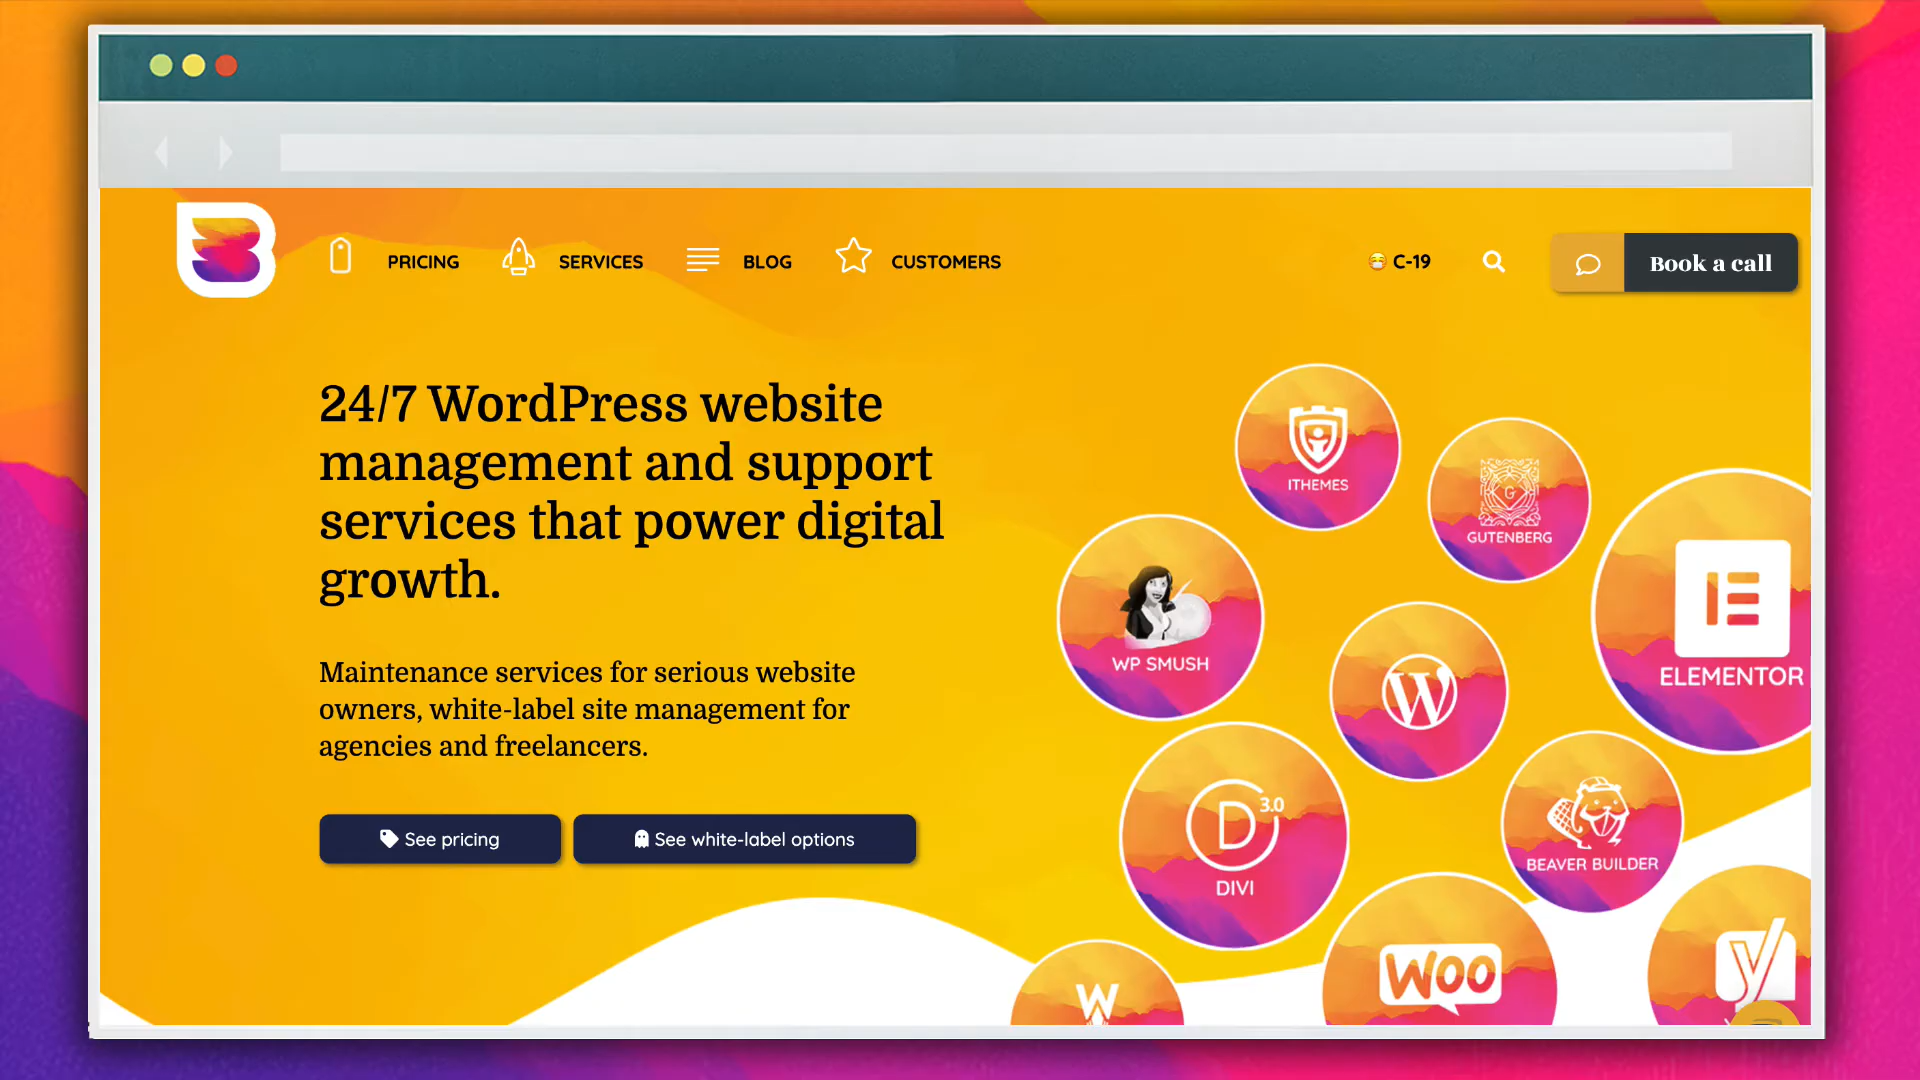 PRICING
SERVICES
BLOG
CUSTOMERS
C-19
Book a call
24/7 WordPress website
management and support
services that power digital
growth.
Maintenance services for serious website
owners, white-label site management for
agencies and freelancers.
See pricing
See white-label options
ITHEMES
G
GUTENBERG
WP SMUSH
W
ELEMENTOR
D 3.0
DIVI
BEAVER BUILDER
W
WOO
y